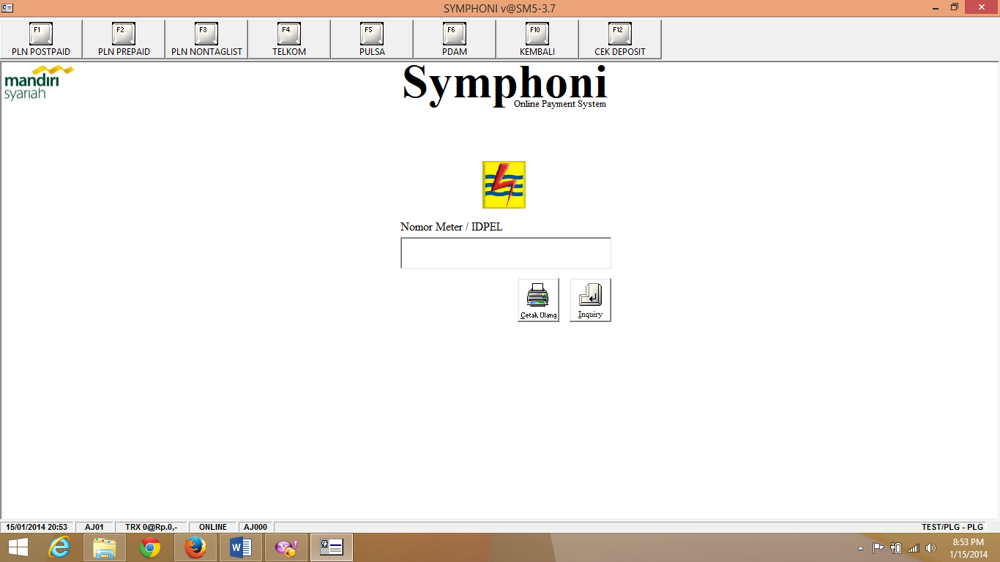 SYMPHONI v@SM5-3.7
F1 F2 F3 F4 F5 F6 F10 F12
PLN POSTPAID PLN PREPAID PLN NONTAGLIST TELKOM PULSA PDAM KEMBALI CEK DEPOSIT
mandiri
syariah
Symphoni
Online Payment System
Nomor Meter / IDPEL
Cetak Ulang Inquiry
15/01/2014 20:53 AJ01 TRX 0@Rp.0,- ONLINE AJ000 TEST/PLG - PLG
8:53 PM
1/15/2014